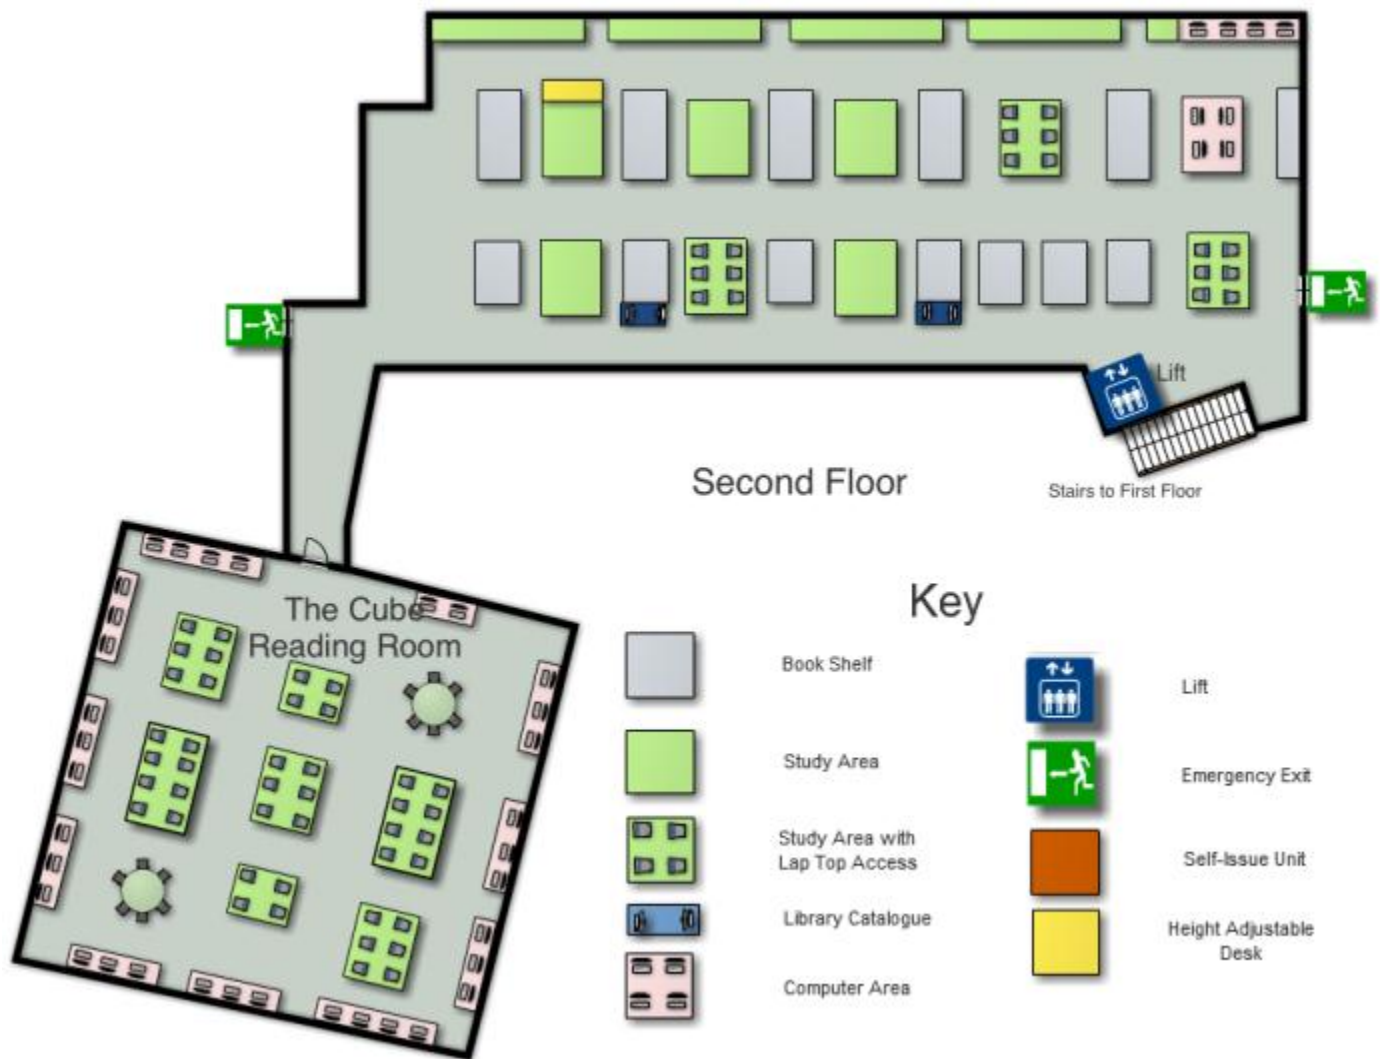 Lift
Second Floor
Stairs to First Floor
The Cube
Reading Room
Key
Book Shelf
Study Area
Study Area with
Lap Top Access
Library Catalogue
Computer Area
Lift
Emergency Exit
Self-Issue Unit
Height Adjustable
Desk